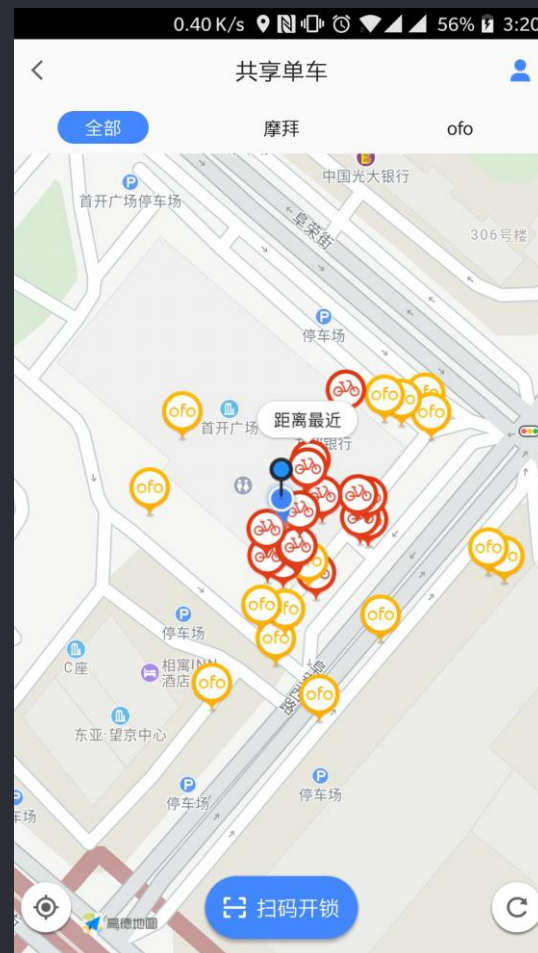 0.40 K/s
56%
3:20
共享单车
全部
摩拜
ofo
中国光大银行
首开广场停车场
阜荣街
306号楼
P
停车场
ofo
ofo
ofo
ofo
距离最近
首开广场
银行
ofo
ofo
ofo
ofo
ofo
P
停车场
ofo
C座
相寓INN
酒店
ofo
ofo
东亚·望京中心
P
停车场
P
停车场
车场
扫码开锁
高德地图